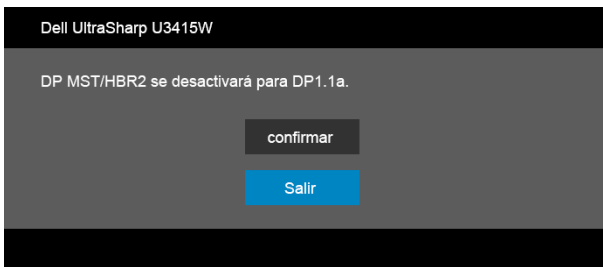 Dell UltraSharp U3415W
DP MST/HBR2 se desactivará para DP1.1a.
confirmar
Salir